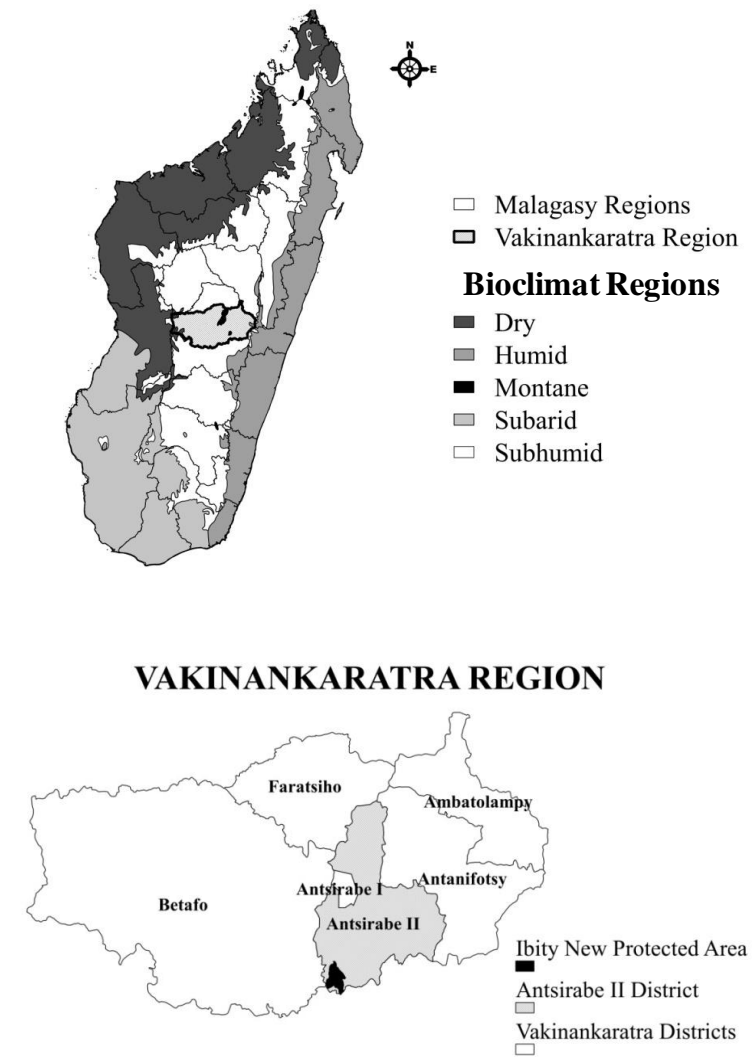 N
E
Malagasy Regions
Vakinankaratra Region
Bioclimat Regions
Dry
Humid
Montane
Subarid
Subhumid
VAKINANKARATRA REGION
Faratsiho
Ambatolampy
Antsirabe I
Antanifotsy
Betafo
Antsirabe II
Ibity New Protected Area
Antsirabe II District
Vakinankaratra Districts